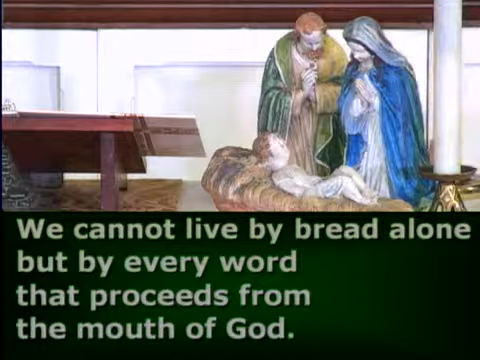 We cannot live by bread alone
but by every word
that proceeds from
the mouth of God.